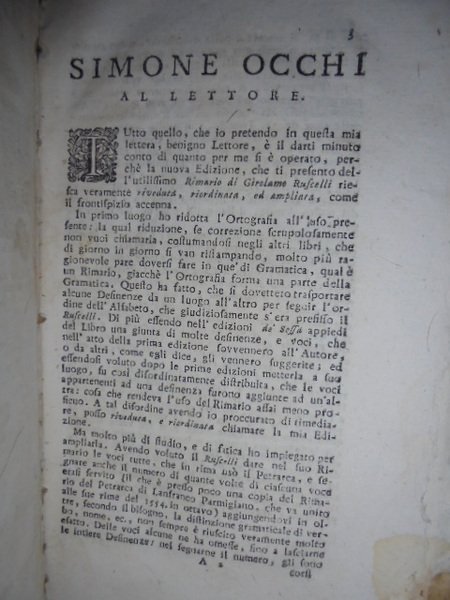 3
SIMONE OCCHI
AL LETTORE.
TUtto quello, che io pretendo in questa mia
lettera, benigno Lettore, è il darti minuto
conto di quanto per me si è operato, per-
chè la nuova Edizione, che ti presento del-
l'utilissimo Rimario di Girolamo Ruscelli rie-
sca veramente riveduta, riordinata, ed ampliata, come
il frontispizio accenna.
In primo luogo ho ridotta l'Ortografia all'uso pre-
sente: la qual riduzione, se correzione scrupolosamente
non vuoi chiamarla, costumandosi negli altri libri, che
di giorno in giorno si van ristampando, molto più ra-
gionevole pare doversi fare in que' di Gramatica, qual è
un Rimario, giacchè l'Ortografia forma una parte della
Gramatica. Questo ha fatto, che si dovettero trasportare
alcune Desinenze da un luogo all'altro per seguir l'or-
dine dell'Alfabeto, che giudiziosamente s'era prefisso il
Ruscelli. Di più essendo nell'edizioni de' Sessa appiedi
del Libro una giunta di molte desinenze, e voci, che
nell'atto della prima edizione sovvennero all'Autore,
o da altri, come egli dice, gli vennero suggerite; ed
essendosi voluto dopo le prime edizioni metterla a suo
luogo, fu così disordinatamente distribuita, che le voci
appartenenti ad una desinenza furono aggiunte ad un'al-
tra: cosa che rendeva l'uso del Rimario assai meno pro-
ficuo. A tal disordine avendo io proccurato di rimedia-
re, posso riveduta, e riordinata chiamare la mia Edi-
zione.
Ma molto più di studio, e di fatica ho impiegato per
ampliarla. Avendo voluto il Ruscelli dare nel suo Ri-
mario le voci tutte, che in rima usò il Petrarca, e se-
gnare anche il numero di quante volte di ciascuna voce
serassi servito (il che è presso poco una copia del Rima-
rio del Petrarca di Lanfranco Parmigiano, che va unito
alle sue rime del 1554. in ottavo) aggiungendovi in ol-
tre, secondo il bisogno, la distinzione gramaticale di ver-
bo, nome, ec., non sempre è riuscito veramente molto
esatto. Delle voci alcune ne ha omesse, fino a lasciarne
le intiere Desinenze: nel segnarne il numero, gli sono
A 2
corsi